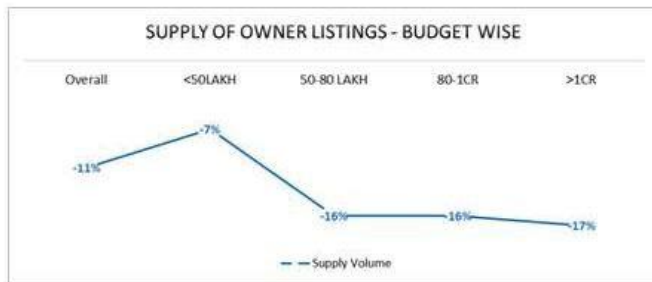 SUPPLY OF OWNER LISTINGS - BUDGET WISE
Overall <50LAKH 50-80 LAKH 80-1CR >1CR
-7%
-11%
-16% -16%
-17%
Supply Volume